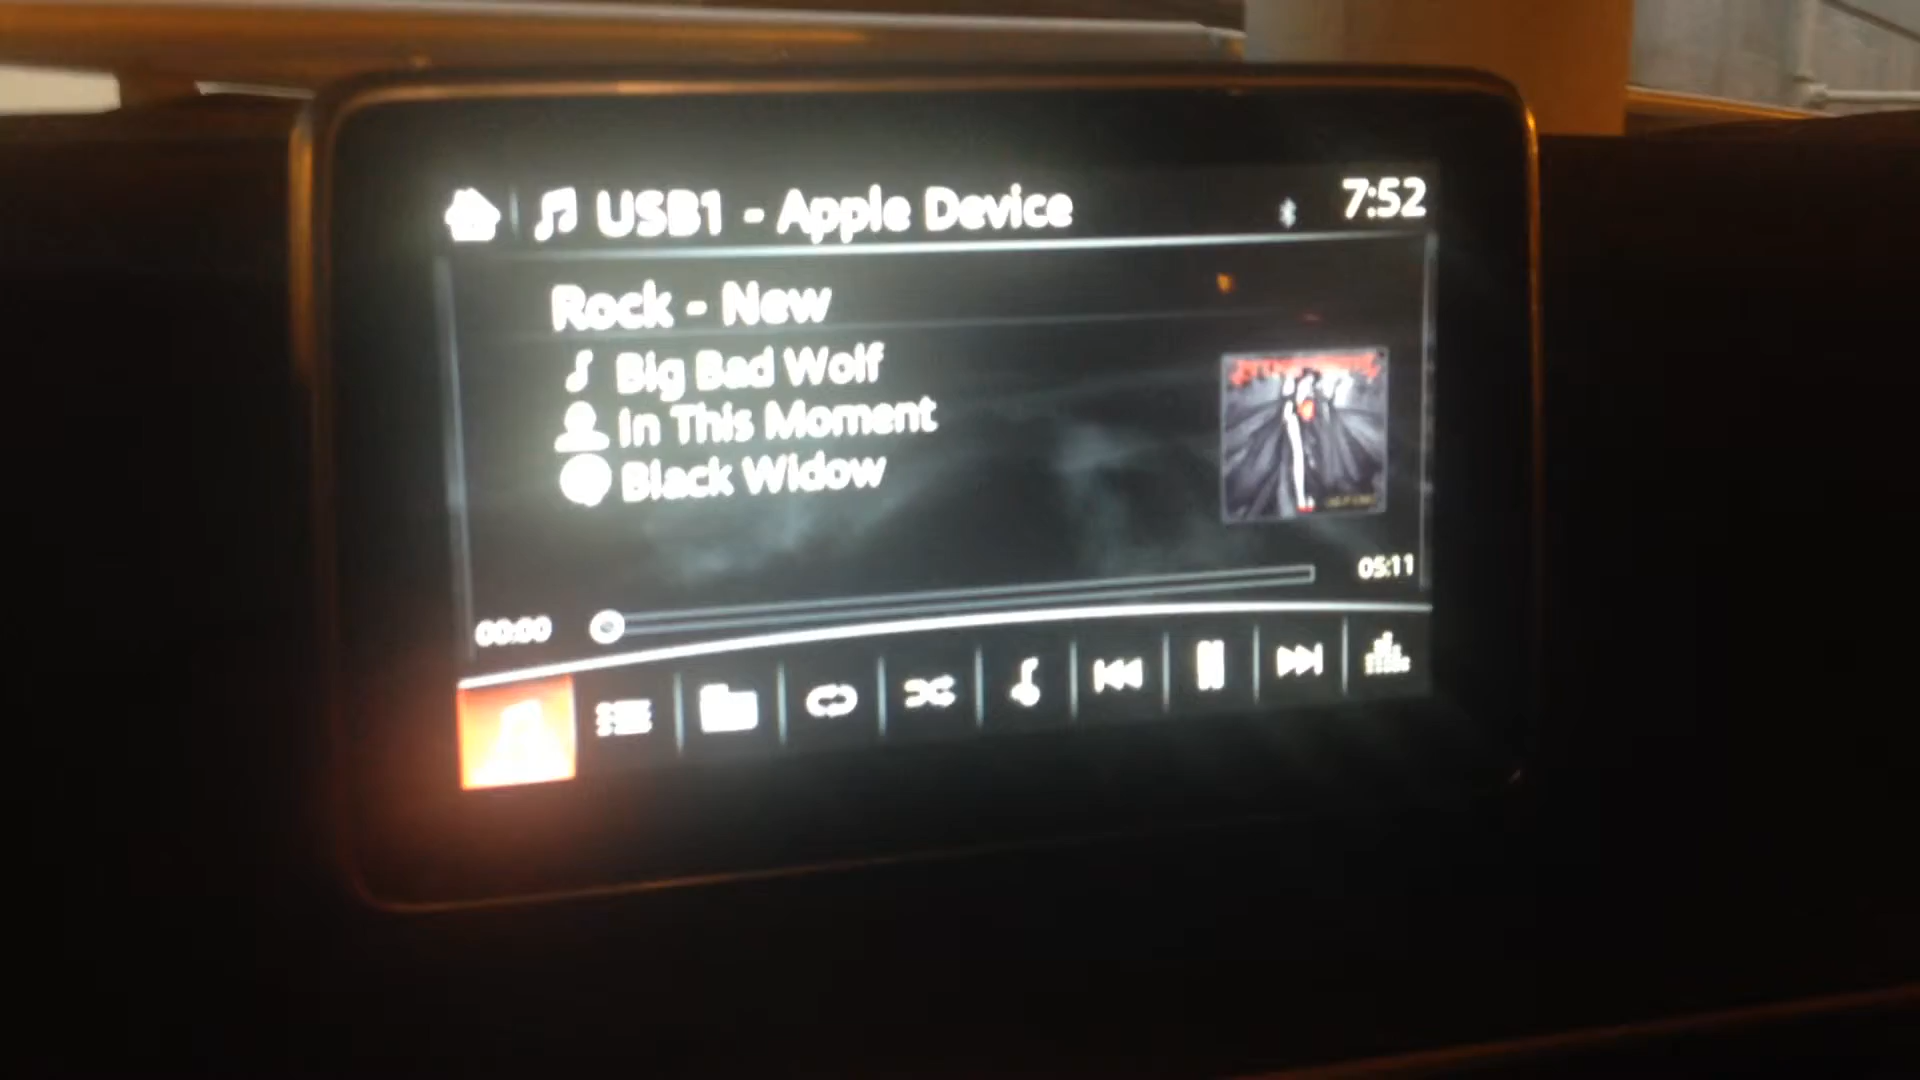 USB1 - Apple Device
7:52
Rock - New
Big Bad Wolf
In This Moment
Black Widow
05:11
00:00